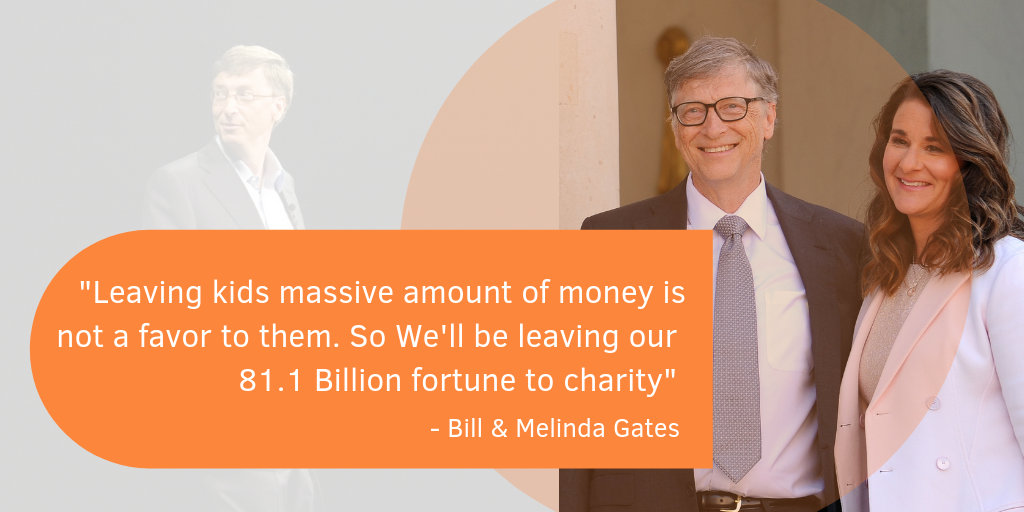 "Leaving kids massive amount of money is
not a favor to them. So We'll be leaving our
81.1 Billion fortune to charity"
- Bill & Melinda Gates